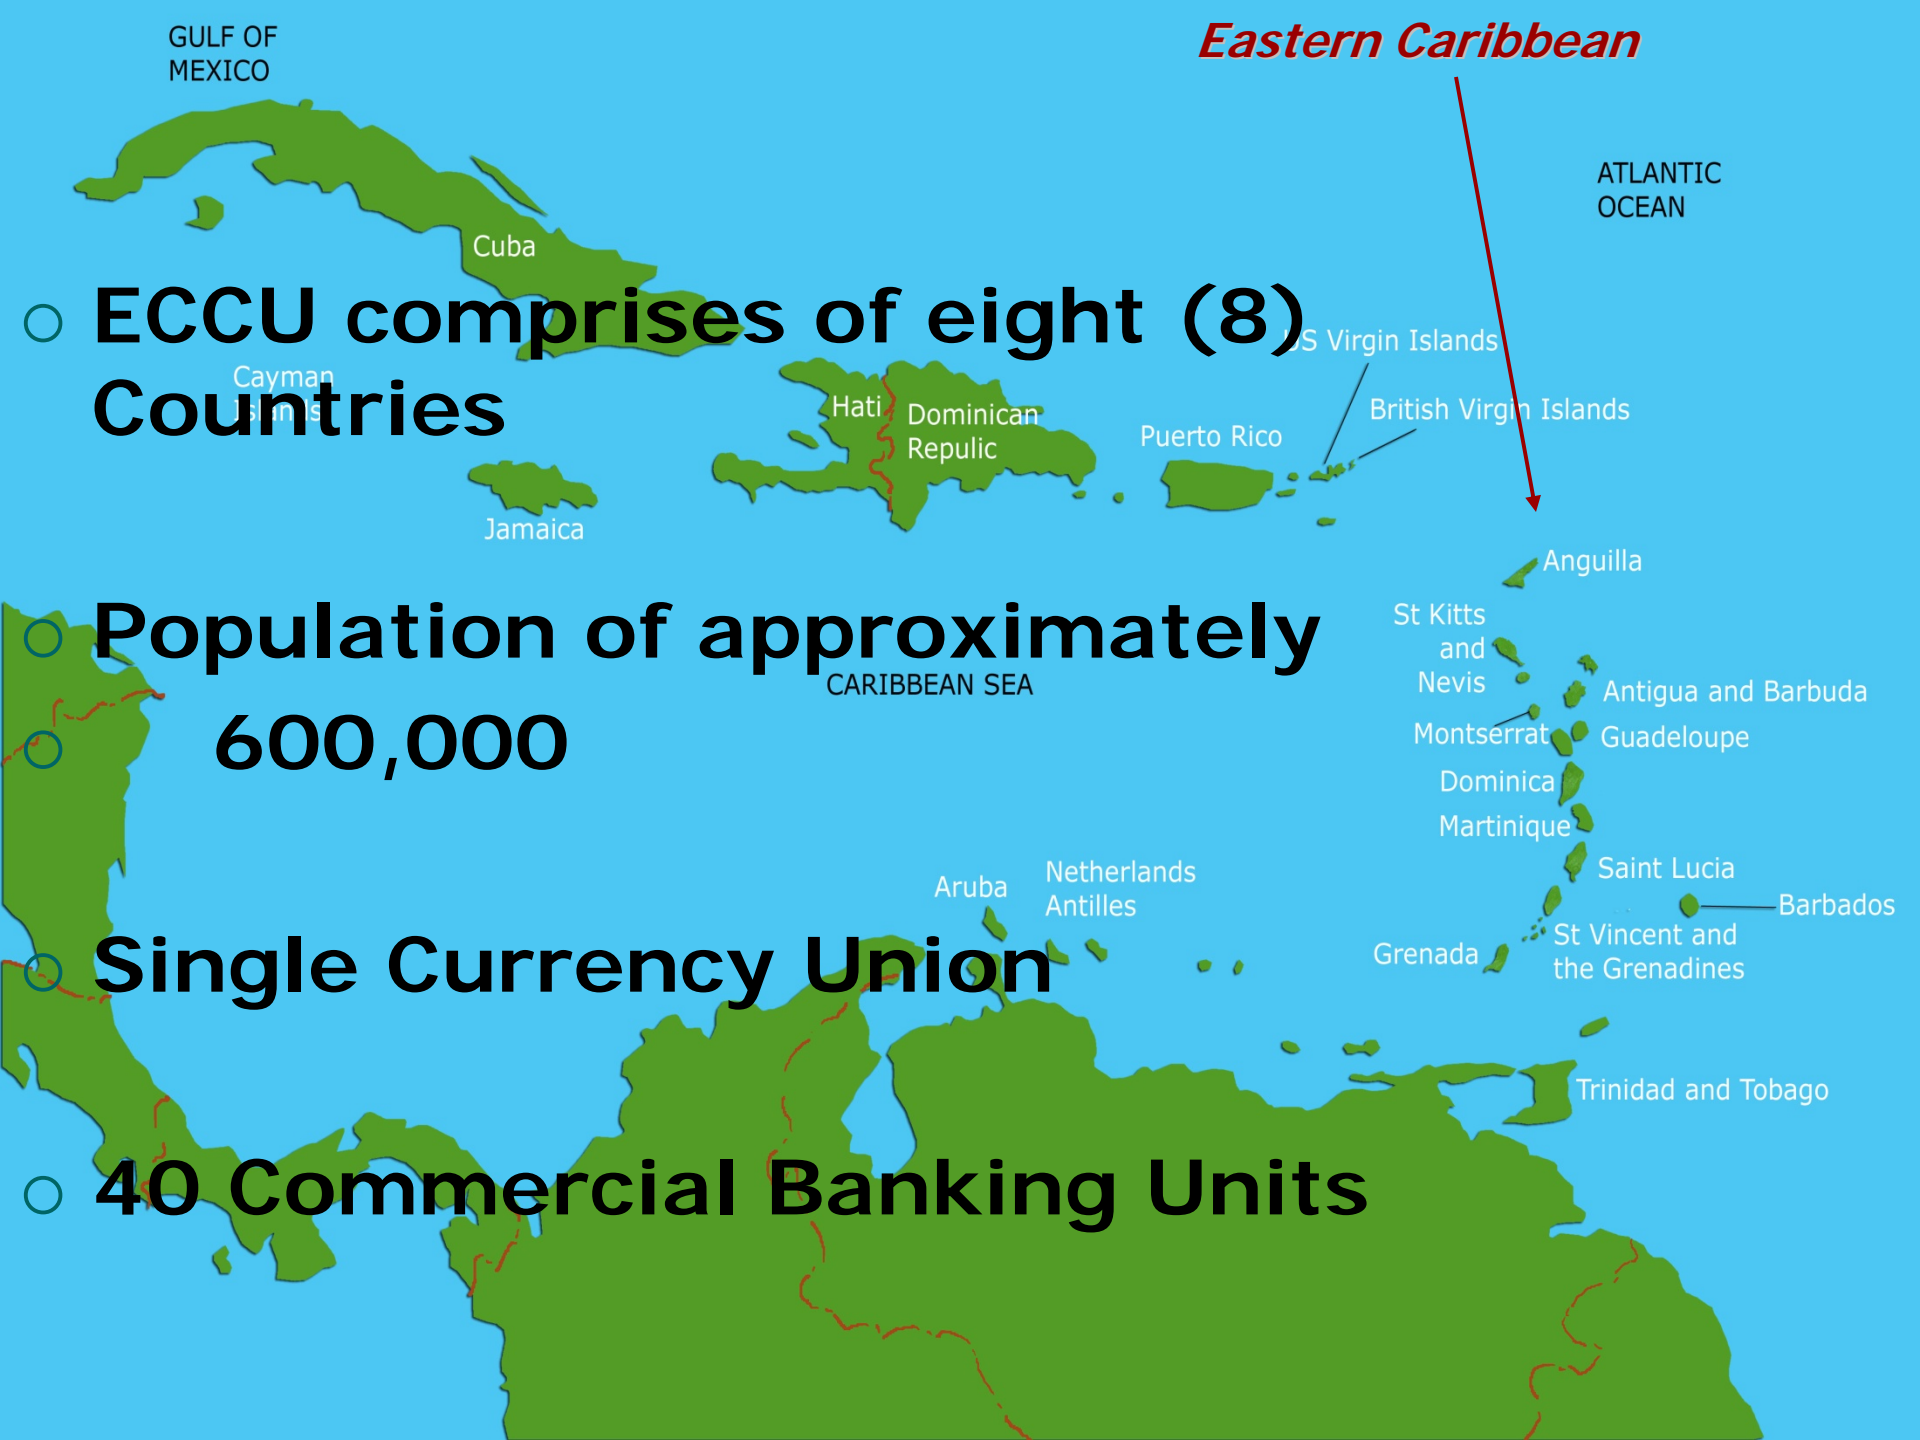 GULF OF
MEXICO
Eastern Caribbean
ATLANTIC
OCEAN
Cuba
○ ECCU comprises of eight (8)
Countries
US Virgin Islands
Cayman
Islands
Hati
Dominican
Repulic
British Virgin Islands
Puerto Rico
Jamaica
Anguilla
○ Population of approximately
○ 600,000
St Kitts
and
Nevis
CARIBBEAN SEA
Antigua and Barbuda
Montserrat
Guadeloupe
Dominica
Martinique
Aruba
Netherlands
Antilles
Saint Lucia
Barbados
St Vincent and
the Grenadines
Grenada
○ Single Currency Union
Trinidad and Tobago
○ 40 Commercial Banking Units